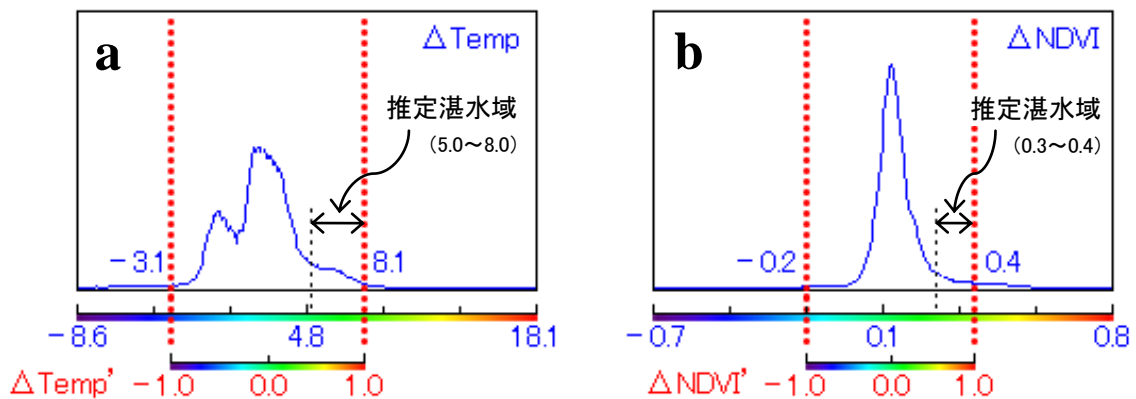 a
ΔTemp
推定湛水域
(5.0～8.0)
－3.1
8.1
－8.6
4.8
18.1
ΔTemp' －1.0
0.0
1.0
b
ΔNDVI
推定湛水域
(0.3～0.4)
－0.2
0.4
－0.7
0.1
0.8
ΔNDVI' －1.0
0.0
1.0